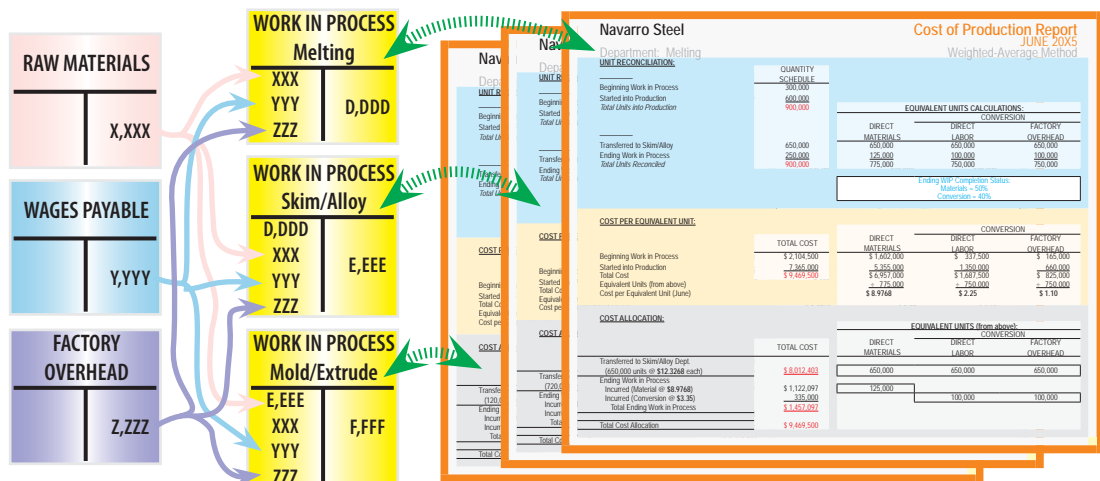 RAW MATERIALS
X,XXX
WAGES PAYABLE
Y,YYY
FACTORY
OVERHEAD
Z,ZZZ
WORK IN PROCESS
Melting
XXX
YYY
ZZZ
D,DDD
WORK IN PROCESS
Skim/Alloy
D,DDD
XXX
YYY
ZZZ
E,EEE
WORK IN PROCESS
Mold/Extrude
E,EEE
XXX
YYY
ZZZ
F,FFF
Navarro Steel
Cost of Production Report
JUNE 20X5
Department: Melting
Weighted-Average Method
UNIT RECONCILIATION:
QUANTITY
SCHEDULE
Beginning Work in Process 300,000
Started into Production 600,000
Total Units into Production 900,000
EQUIVALENT UNITS CALCULATIONS:
CONVERSION
DIRECT DIRECT FACTORY
MATERIALS LABOR OVERHEAD
Transferred to Skim/Alloy 650,000 650,000 650,000 650,000
Ending Work in Process 250,000 125,000 100,000 100,000
Total Units Reconciled 900,000 775,000 750,000 750,000
Ending WIP Completion Status:
Materials = 50%
Conversion = 40%
COST PER EQUIVALENT UNIT:
CONVERSION
DIRECT DIRECT FACTORY
TOTAL COST MATERIALS LABOR OVERHEAD
Beginning Work in Process $ 2,104,500 $ 1,602,000 $ 337,500 $ 165,000
Started into Production 7,365,000 5,355,000 1,350,000 660,000
Total Cost $ 9,469,500 $ 6,957,000 $ 1,687,500 $ 825,000
Equivalent Units (from above) ÷ 775,000 ÷ 750,000 ÷ 750,000
Cost per Equivalent Unit (June) $ 8.9768 $ 2.25 $ 1.10
COST ALLOCATION:
EQUIVALENT UNITS (from above):
CONVERSION
DIRECT DIRECT FACTORY
TOTAL COST MATERIALS LABOR OVERHEAD
Transferred to Skim/Alloy Dept.
(650,000 units @ $12.3268 each) $ 8,012,403 650,000 650,000 650,000
Ending Work in Process
Incurred (Material @ $8.9768) $ 1,122,097 125,000
Incurred (Conversion @ $3.35) 335,000 100,000 100,000
Total Ending Work in Process $ 1,457,097
Total Cost Allocation $ 9,469,500